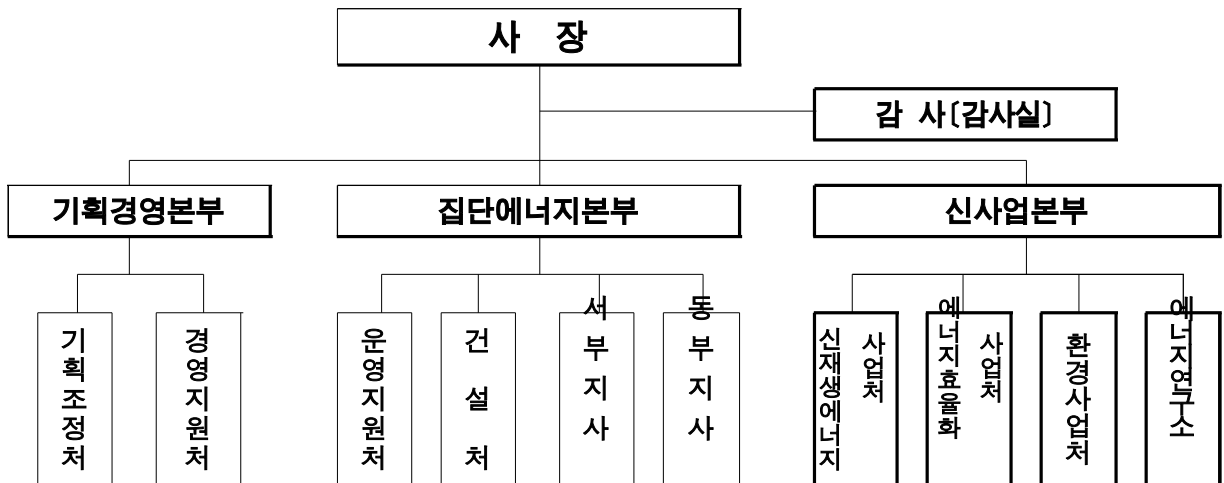 사 장
감 사〔감사실〕
기획경영본부
집단에너지본부
신사업본부
기획조정처
경영지원처
운영지원처
건설처
서부지사
동부지사
신재생에너지
사업처
에너지효율화
사업처
환경사업처
에너지연구소